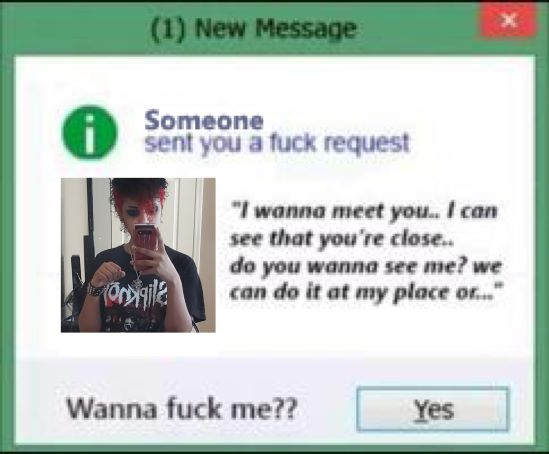 (1) New Message
Someone
sent you a fuck request
"I wanna meet you.. I can
see that you're close..
do you wanna see me? we
can do it at my place or..."
Slipknot
Wanna fuck me??
Yes